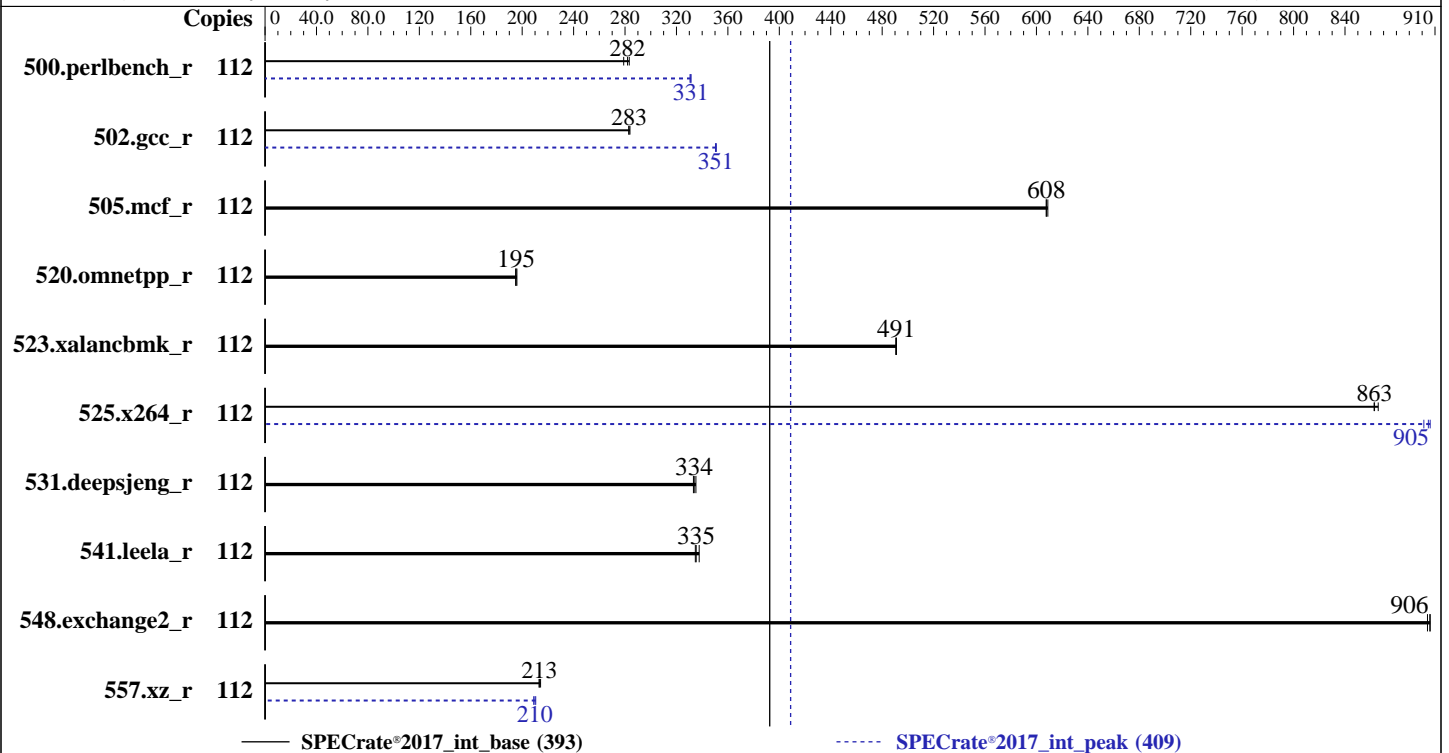 Copies 0 40.0 80.0 120 160 200 240 280 320 360 400 440 480 520 560 600 640 680 720 760 800 840 910
282
500.perlbench_r 112
331
283
502.gcc_r 112
351
608
505.mcf_r 112
195
520.omnetpp_r 112
491
523.xalancbmk_r 112
863
525.x264_r 112
905
334
531.deepsjeng_r 112
335
541.leela_r 112
906
548.exchange2_r 112
213
557.xz_r 112
210
SPECrate®2017_int_base (393) SPECrate®2017_int_peak (409)